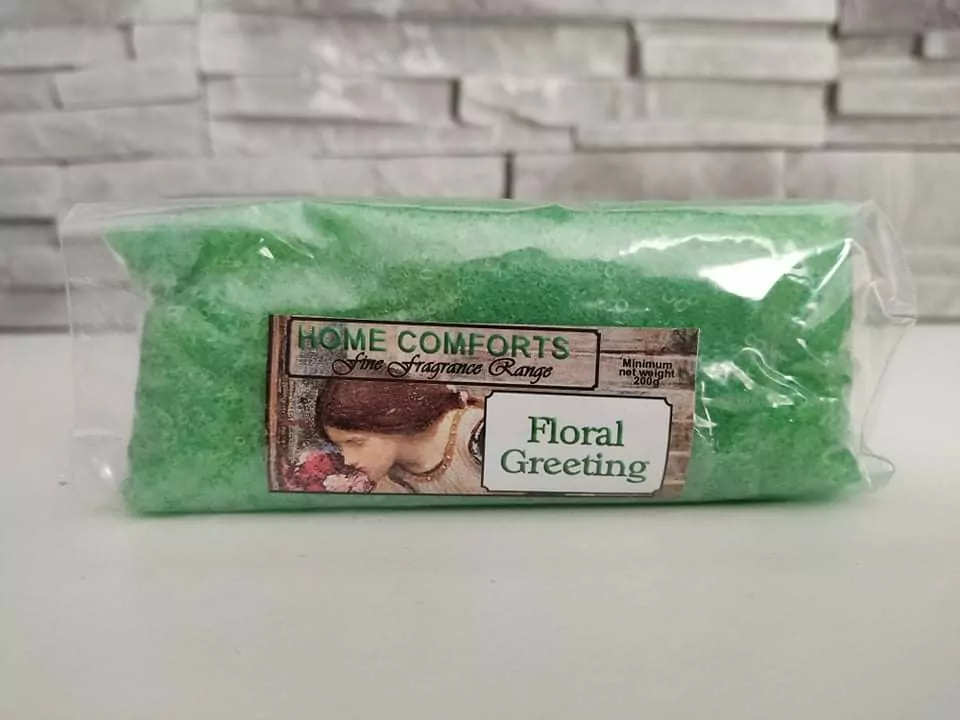 HOME COMFORTS
Fine Fragrance Range
Minimum
net weight
200g
Floral
Greeting